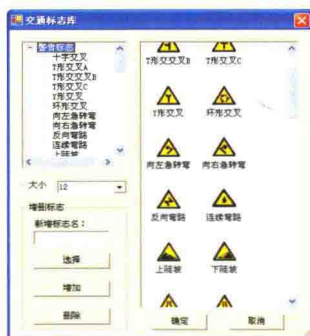 交通标志库
警告标志
十字交叉
T形交叉A
T形交叉B
T形交叉C
T形交叉
环形交叉
向左急转弯
向右急转弯
反向弯路
连续弯路
上陡坡
大小 12
增删标志
新增标志名：
选择
增加
删除
T形交叉B T形交叉C
T形交叉 环形交叉
向左急转弯 向右急转弯
反向弯路 连续弯路
上陡坡 下陡坡
确定 取消